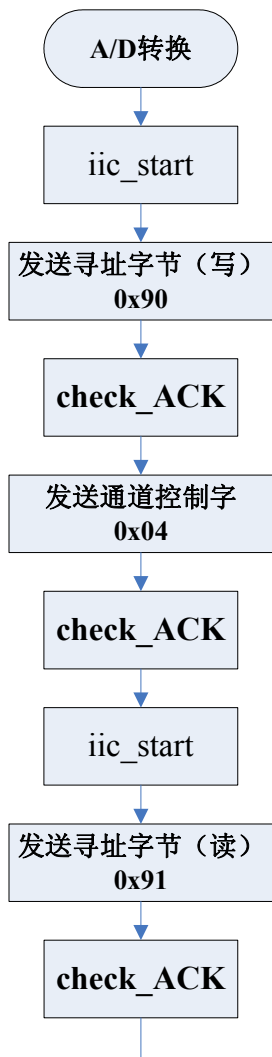 A/D转换
iic_start
发送寻址字节（写）
0x90
check_ACK
发送通道控制字
0x04
check_ACK
iic_start
发送寻址字节（读）
0x91
check_ACK